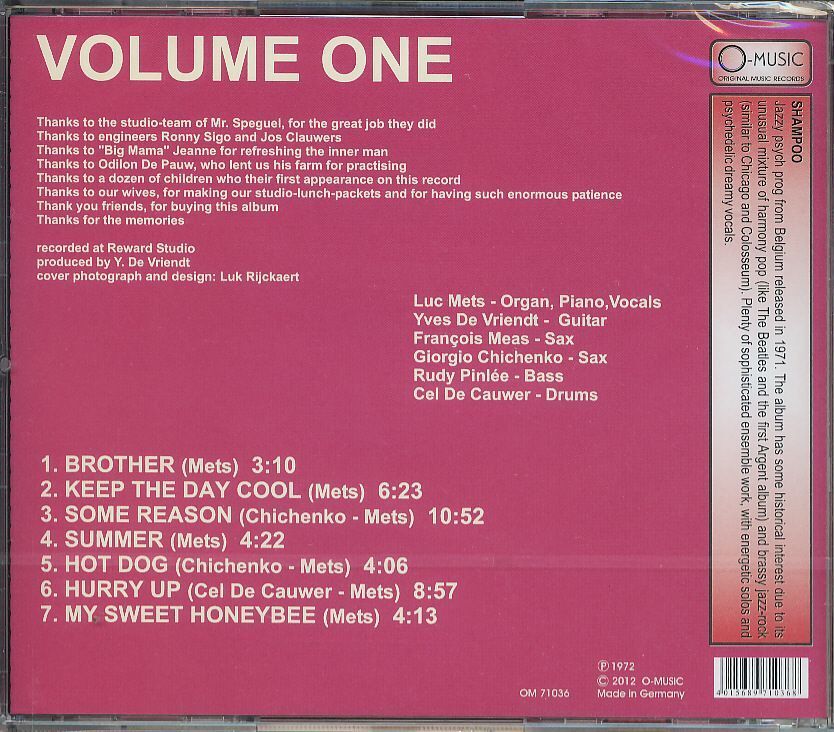 VOLUME ONE
Thanks to the studio-team of Mr. Speguel, for the great job they did
Thanks to engineers Ronny Sigo and Jos Clauwers
Thanks to "Big Mama" Jeanne for refreshing the inner man
Thanks to Odilon De Pauw, who lent us his farm for practising
Thanks to a dozen of children who their first appearance on this record
Thanks to our wives, for making our studio-lunch-packets and for having such enormous patience
Thank you friends, for buying this album
Thanks for the memories
recorded at Reward Studio
produced by Y. De Vriendt
cover photograph and design: Luk Rijckaert
Luc Mets - Organ, Piano,Vocals
Yves De Vriendt - Guitar
François Meas - Sax
Giorgio Chichenko - Sax
Rudy Pinlée - Bass
Cel De Cauwer - Drums
1. BROTHER (Mets) 3:10
2. KEEP THE DAY COOL (Mets) 6:23
3. SOME REASON (Chichenko - Mets) 10:52
4. SUMMER (Mets) 4:22
5. HOT DOG (Chichenko - Mets) 4:06
6. HURRY UP (Cel De Cauwer - Mets) 8:57
7. MY SWEET HONEYBEE (Mets) 4:13
O-MUSIC
ORIGINAL MUSIC RECORDS
SHAMPOO
Jazzy psych prog from Belgium released in 1971. The album has some historical interest due to its
unusual mixture of harmony pop (like The Beatles and the first Argent album) and brassy jazz-rock
(similar to Chicago and Colosseum). Plenty of sophisticated ensemble work, with energetic solos and
psychedelic dreamy vocals.
OM 71036
Ⓟ 1972
© 2012 O-MUSIC
Made in Germany
4 015689 710368